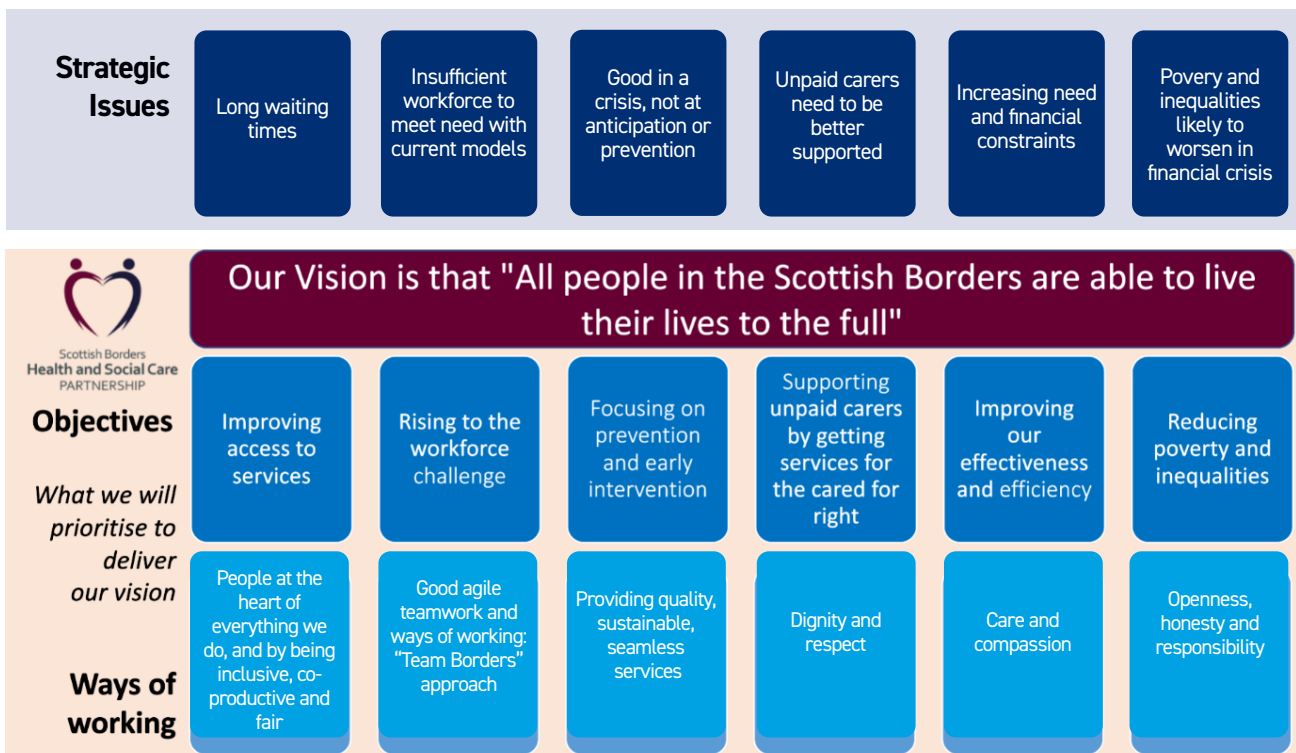 Strategic
Issues
Long waiting
times
Insufficient
workforce to
meet need with
current models
Good in a
crisis, not at
anticipation or
prevention
Unpaid carers
need to be
better
supported
Increasing need
and financial
constraints
Povery and
inequalities
likely to
worsen in
financial crisis
Scottish Borders
Health and Social Care
PARTNERSHIP
Our Vision is that "All people in the Scottish Borders are able to live
their lives to the full"
Objectives
What we will
prioritise to
deliver
our vision
Improving
access to
services
Rising to the
workforce
challenge
Focusing on
prevention
and early
intervention
Supporting
unpaid carers
by getting
services for
the cared for
right
Improving
our
effectiveness
and efficiency
Reducing
poverty and
inequalities
Ways of
working
People at the
heart of
everything we
do, and by being
inclusive, co-
productive and
fair
Good agile
teamwork and
ways of working:
“Team Borders”
approach
Providing quality,
sustainable,
seamless
services
Dignity and
respect
Care and
compassion
Openness,
honesty and
responsibility